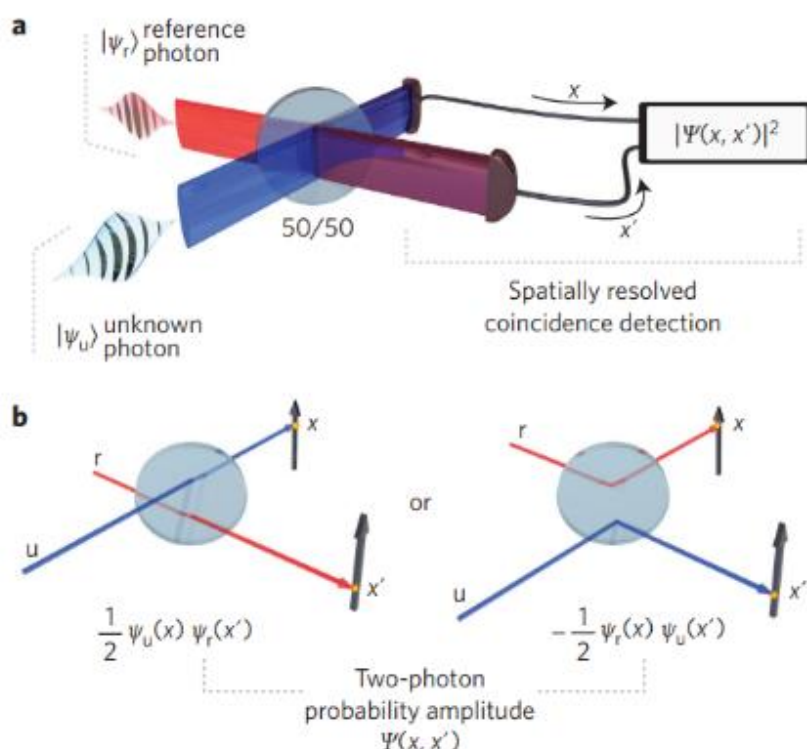 a
|ψr⟩ reference
photon
x
|Ψ(x, x′)|²
x′
50/50
|ψu⟩ unknown
photon
Spatially resolved
coincidence detection
b
r
x
u
x′
1/2 ψu(x) ψr(x′)
or
x
r
u
x′
−1/2 ψr(x) ψu(x′)
Two-photon
probability amplitude
Ψ(x, x′)